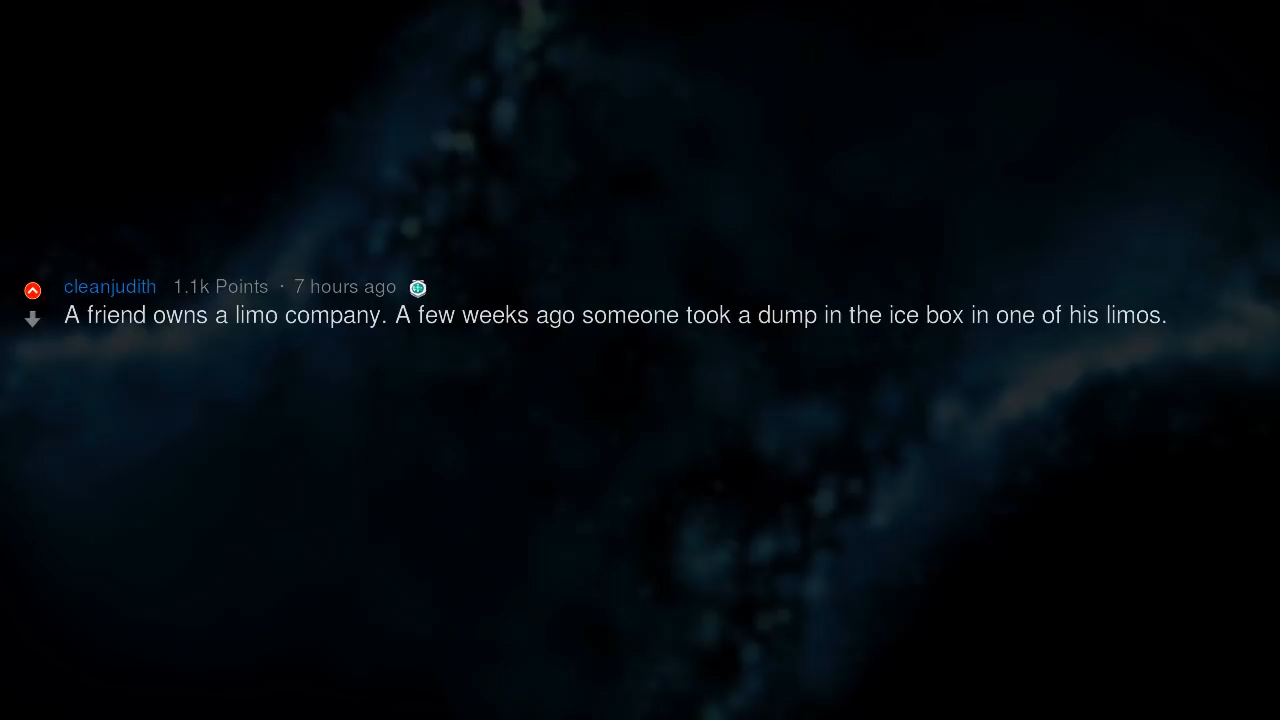 cleanjudith 1.1k Points · 7 hours ago
A friend owns a limo company. A few weeks ago someone took a dump in the ice box in one of his limos.